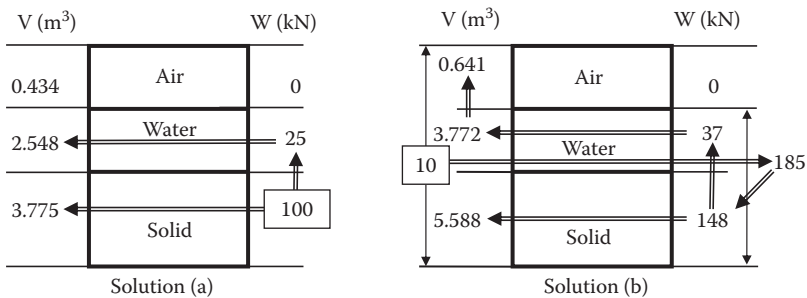 V (m³) W (kN)
0.434 Air 0
2.548 Water 25
3.775 Solid 100
Solution (a)
V (m³) W (kN)
0.641 Air 0
3.772 Water 37
10 185
5.588 Solid 148
Solution (b)